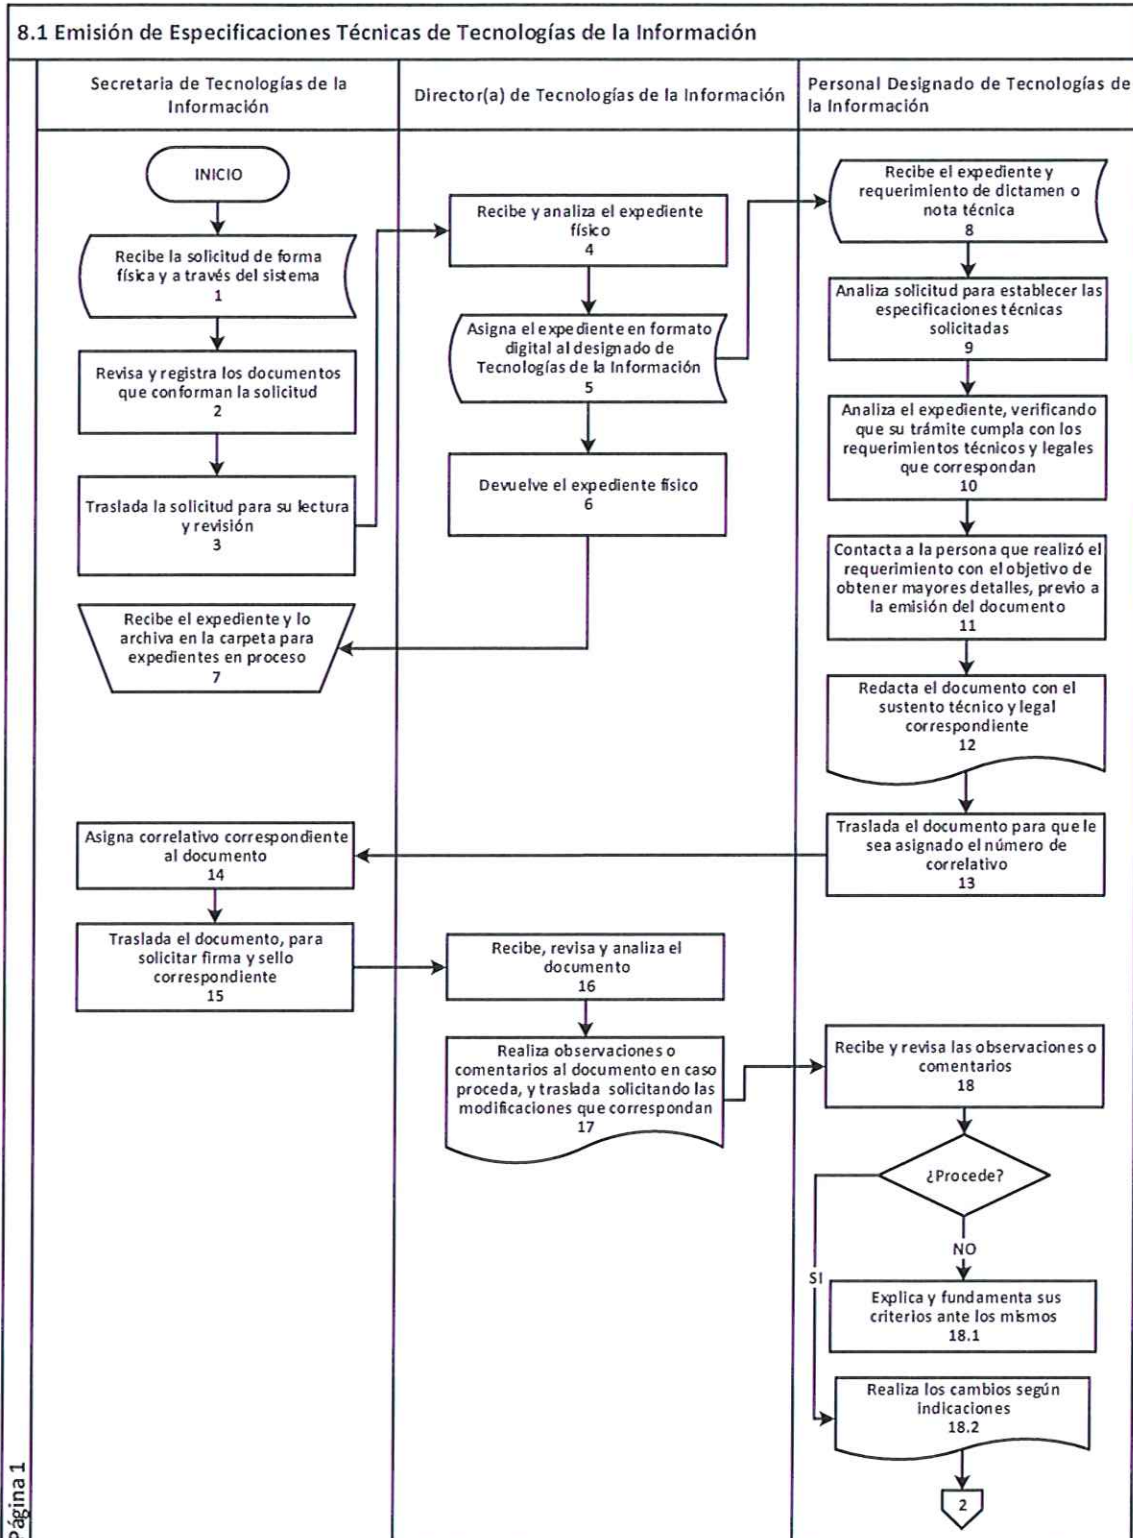 8.1 Emisión de Especificaciones Técnicas de Tecnologías de la Información
Secretaria de Tecnologías de la
Información
Director(a) de Tecnologías de la Información
Personal Designado de Tecnologías de
la Información
INICIO
Recibe la solicitud de forma
física y a través del sistema
1
Revisa y registra los documentos
que conforman la solicitud
2
Traslada la solicitud para su lectura
y revisión
3
Recibe y analiza el expediente
físico
4
Asigna el expediente en formato
digital al designado de
Tecnologías de la Información
5
Devuelve el expediente físico
6
Recibe el expediente y lo
archiva en la carpeta para
expedientes en proceso
7
Recibe el expediente y
requerimiento de dictamen o
nota técnica
8
Analiza solicitud para establecer las
especificaciones técnicas
solicitadas
9
Analiza el expediente, verificando
que su trámite cumpla con los
requerimientos técnicos y legales
que correspondan
10
Contacta a la persona que realizó el
requerimiento con el objetivo de
obtener mayores detalles, previo a
la emisión del documento
11
Redacta el documento con el
sustento técnico y legal
correspondiente
12
Traslada el documento para que le
sea asignado el número de
correlativo
13
Asigna correlativo correspondiente
al documento
14
Traslada el documento, para
solicitar firma y sello
correspondiente
15
Recibe, revisa y analiza el
documento
16
Realiza observaciones o
comentarios al documento en caso
proceda, y traslada solicitando las
modificaciones que correspondan
17
Recibe y revisa las observaciones o
comentarios
18
¿Procede?
NO
SI
Explica y fundamenta sus
criterios ante los mismos
18.1
Realiza los cambios según
indicaciones
18.2
2
Página 1